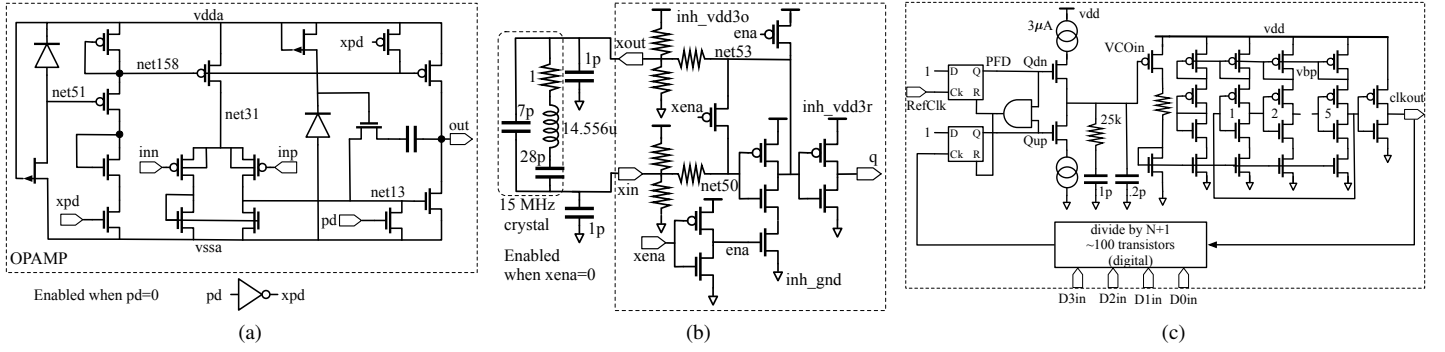 vdda
xpd
net158
net51
net31
out
inn
inp
net13
xpd
pd
vssa
OPAMP
Enabled when pd=0
pd
xpd
(a)
inh_vdd3o
ena
xout
net53
1
1p
7p
14.556u
28p
xena
inh_vdd3r
q
xin
net50
15 MHz
crystal
1p
Enabled
when xena=0
xena
ena
inh_gnd
(b)
vdd
3μA
VCOin
vdd
1
D
Q
PFD
Qdn
Ck
R
RefClk
vbp
clkout
1
D
Q
Ck
R
Qup
25k
1p
.2p
1
2
5
divide by N+1
~100 transistors
(digital)
D3in
D2in
D1in
D0in
(c)